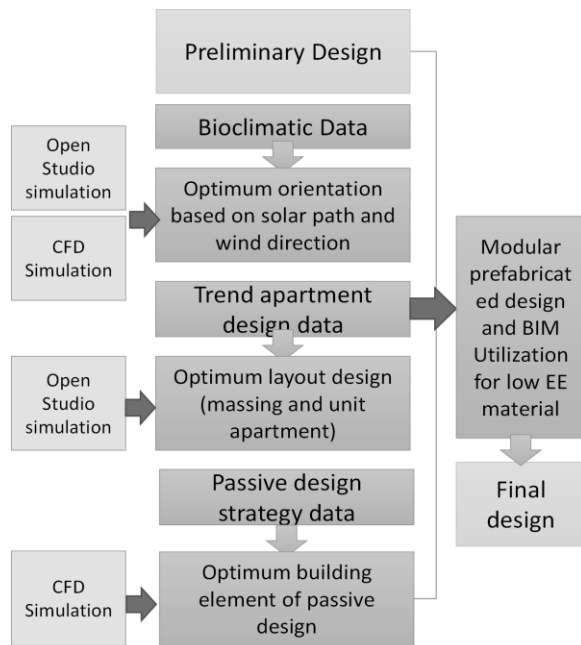 Preliminary Design
Bioclimatic Data
Open
Studio
simulation
CFD
Simulation
Optimum orientation
based on solar path and
wind direction
Trend apartment
design data
Open
Studio
simulation
Optimum layout design
(massing and unit
apartment)
Passive design
strategy data
CFD
Simulation
Optimum building
element of passive
design
Modular
prefabricat
ed design
and BIM
Utilization
for low EE
material
Final
design